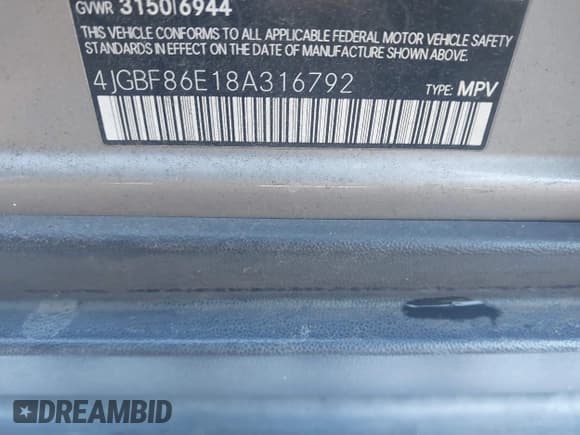 GVWR 3150 6944
THIS VEHICLE CONFORMS TO ALL APPLICABLE FEDERAL MOTOR VEHICLE SAFETY
STANDARDS IN EFFECT ON THE DATE OF MANUFACTURE SHOWN ABOVE.
4JGBF86E18A316792 TYPE: MPV
DREAMBID